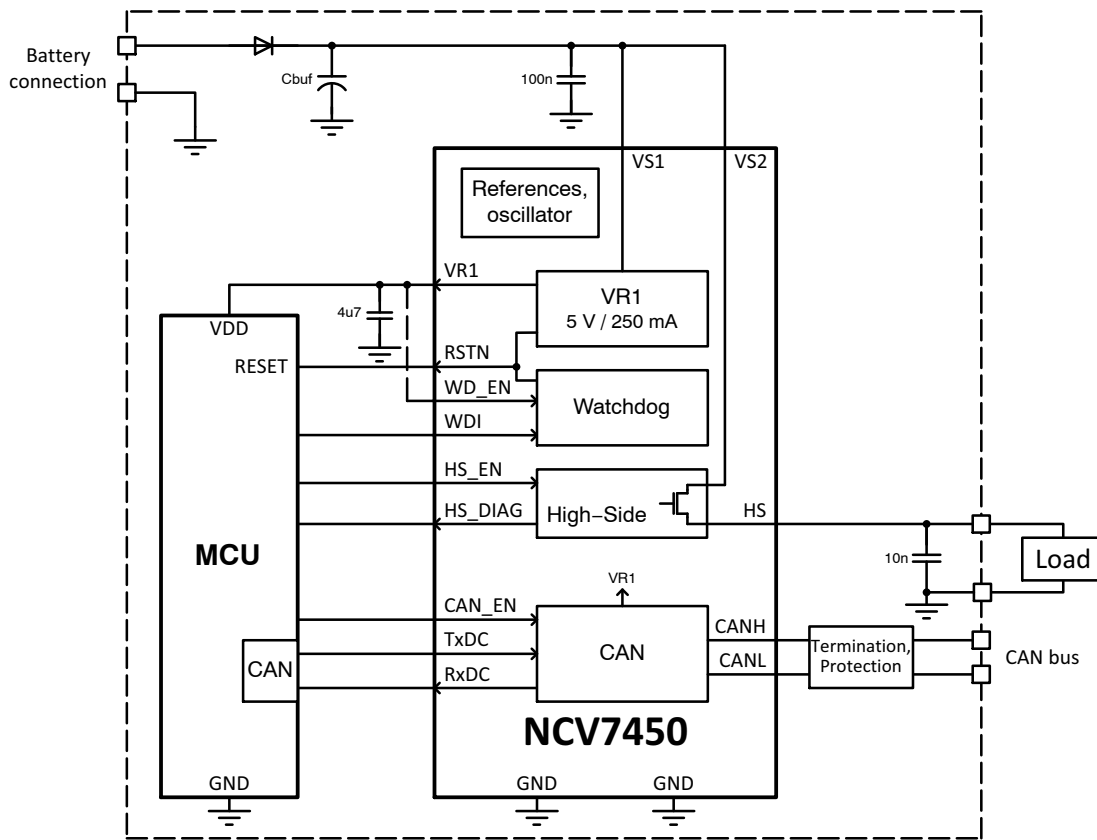 Battery
connection
Cbuf
100n
VS1
VS2
References,
oscillator
VR1
VR1
5 V / 250 mA
4u7
VDD
RESET
RSTN
WD_EN
Watchdog
WDI
HS_EN
HS_DIAG
High−Side
HS
MCU
10n
Load
VR1
CAN_EN
TxDC
RxDC
CAN
CAN
CANH
CANL
Termination,
Protection
CAN bus
NCV7450
GND
GND
GND